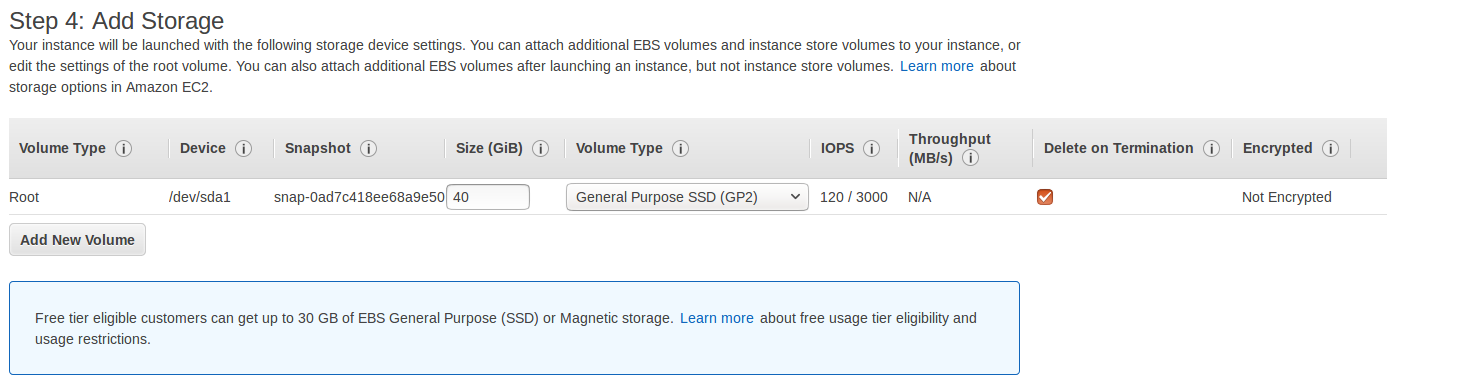 Step 4: Add Storage
Your instance will be launched with the following storage device settings. You can attach additional EBS volumes and instance store volumes to your instance, or
edit the settings of the root volume. You can also attach additional EBS volumes after launching an instance, but not instance store volumes. Learn more about
storage options in Amazon EC2.
Volume Type i Device i Snapshot i Size (GiB) i Volume Type i IOPS i Throughput (MB/s) i Delete on Termination i Encrypted i
Root /dev/sda1 snap-0ad7c418ee68a9e50 40 General Purpose SSD (GP2) 120 / 3000 N/A Not Encrypted
Add New Volume
Free tier eligible customers can get up to 30 GB of EBS General Purpose (SSD) or Magnetic storage. Learn more about free usage tier eligibility and
usage restrictions.